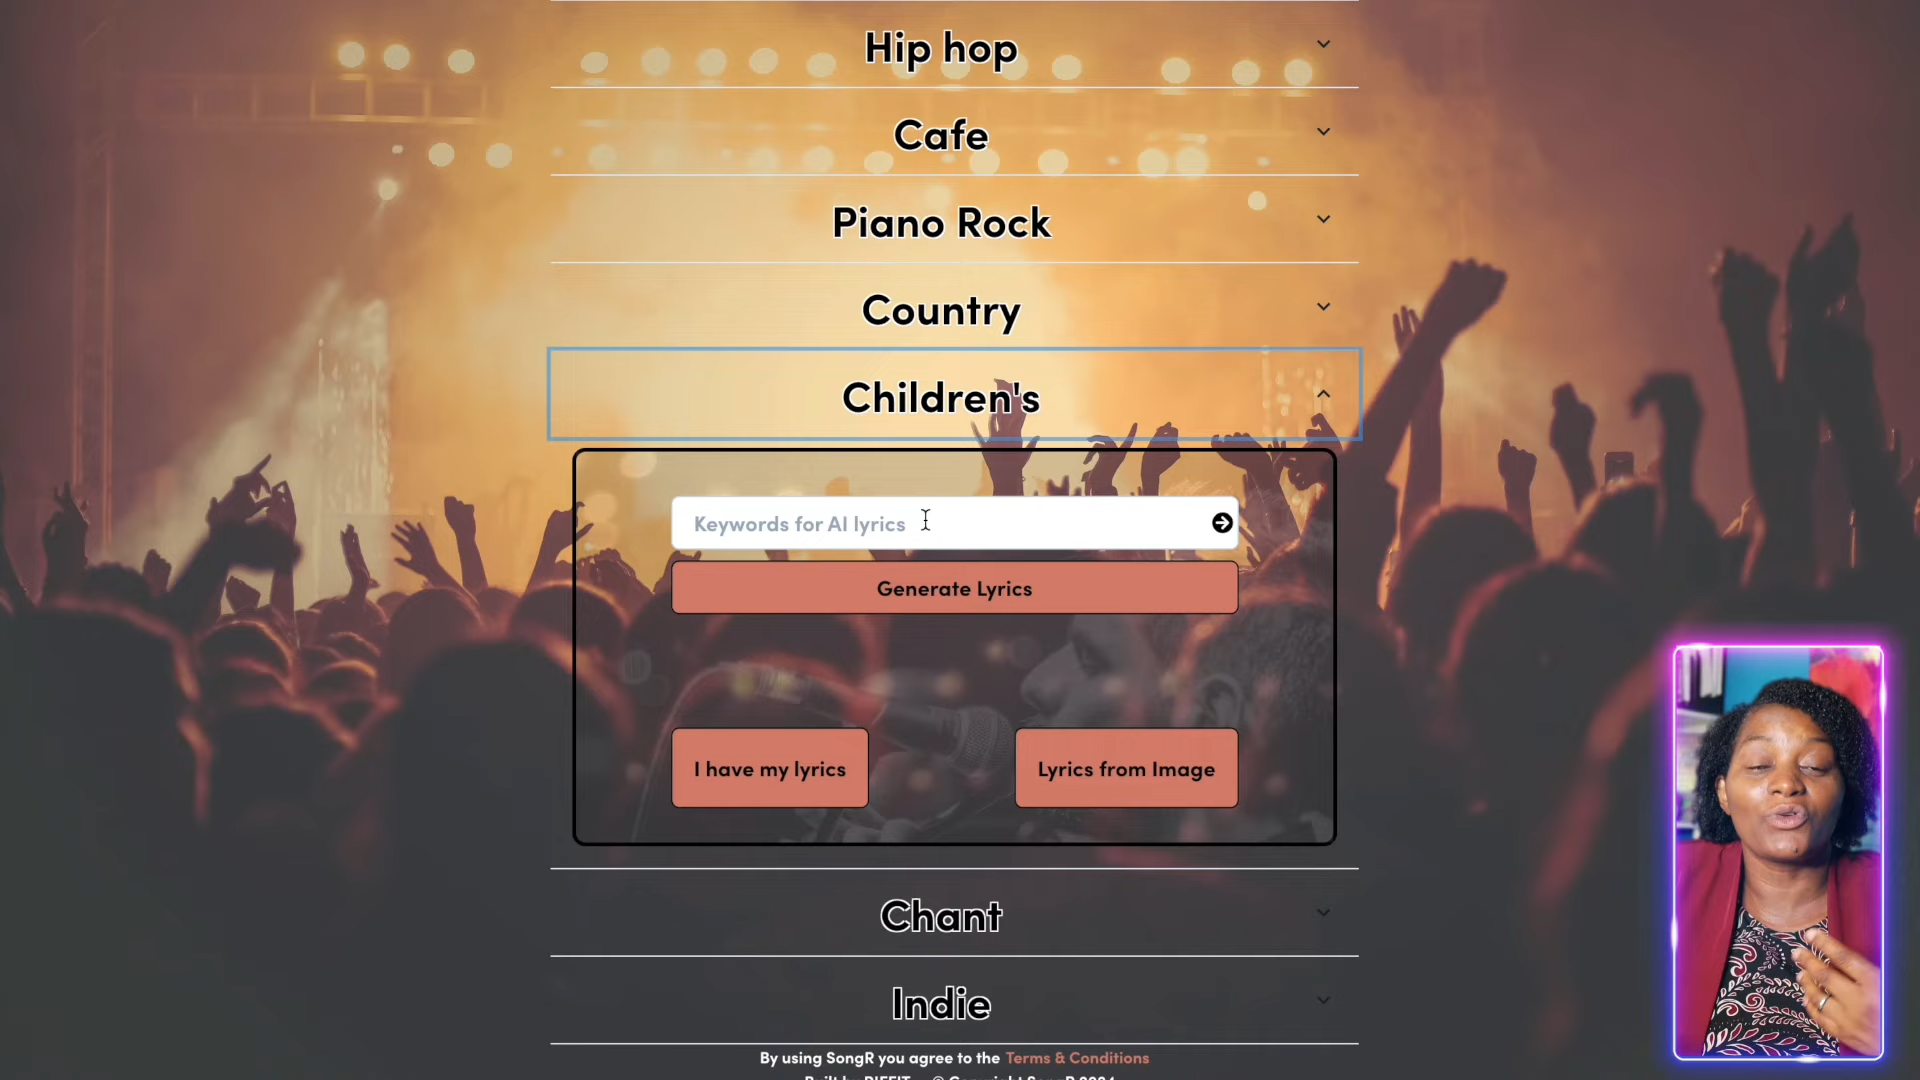 Hip hop
Cafe
Piano Rock
Country
Children's
Keywords for AI lyrics
Generate Lyrics
I have my lyrics
Lyrics from Image
Chant
Indie
By using SongR you agree to the Terms & Conditions